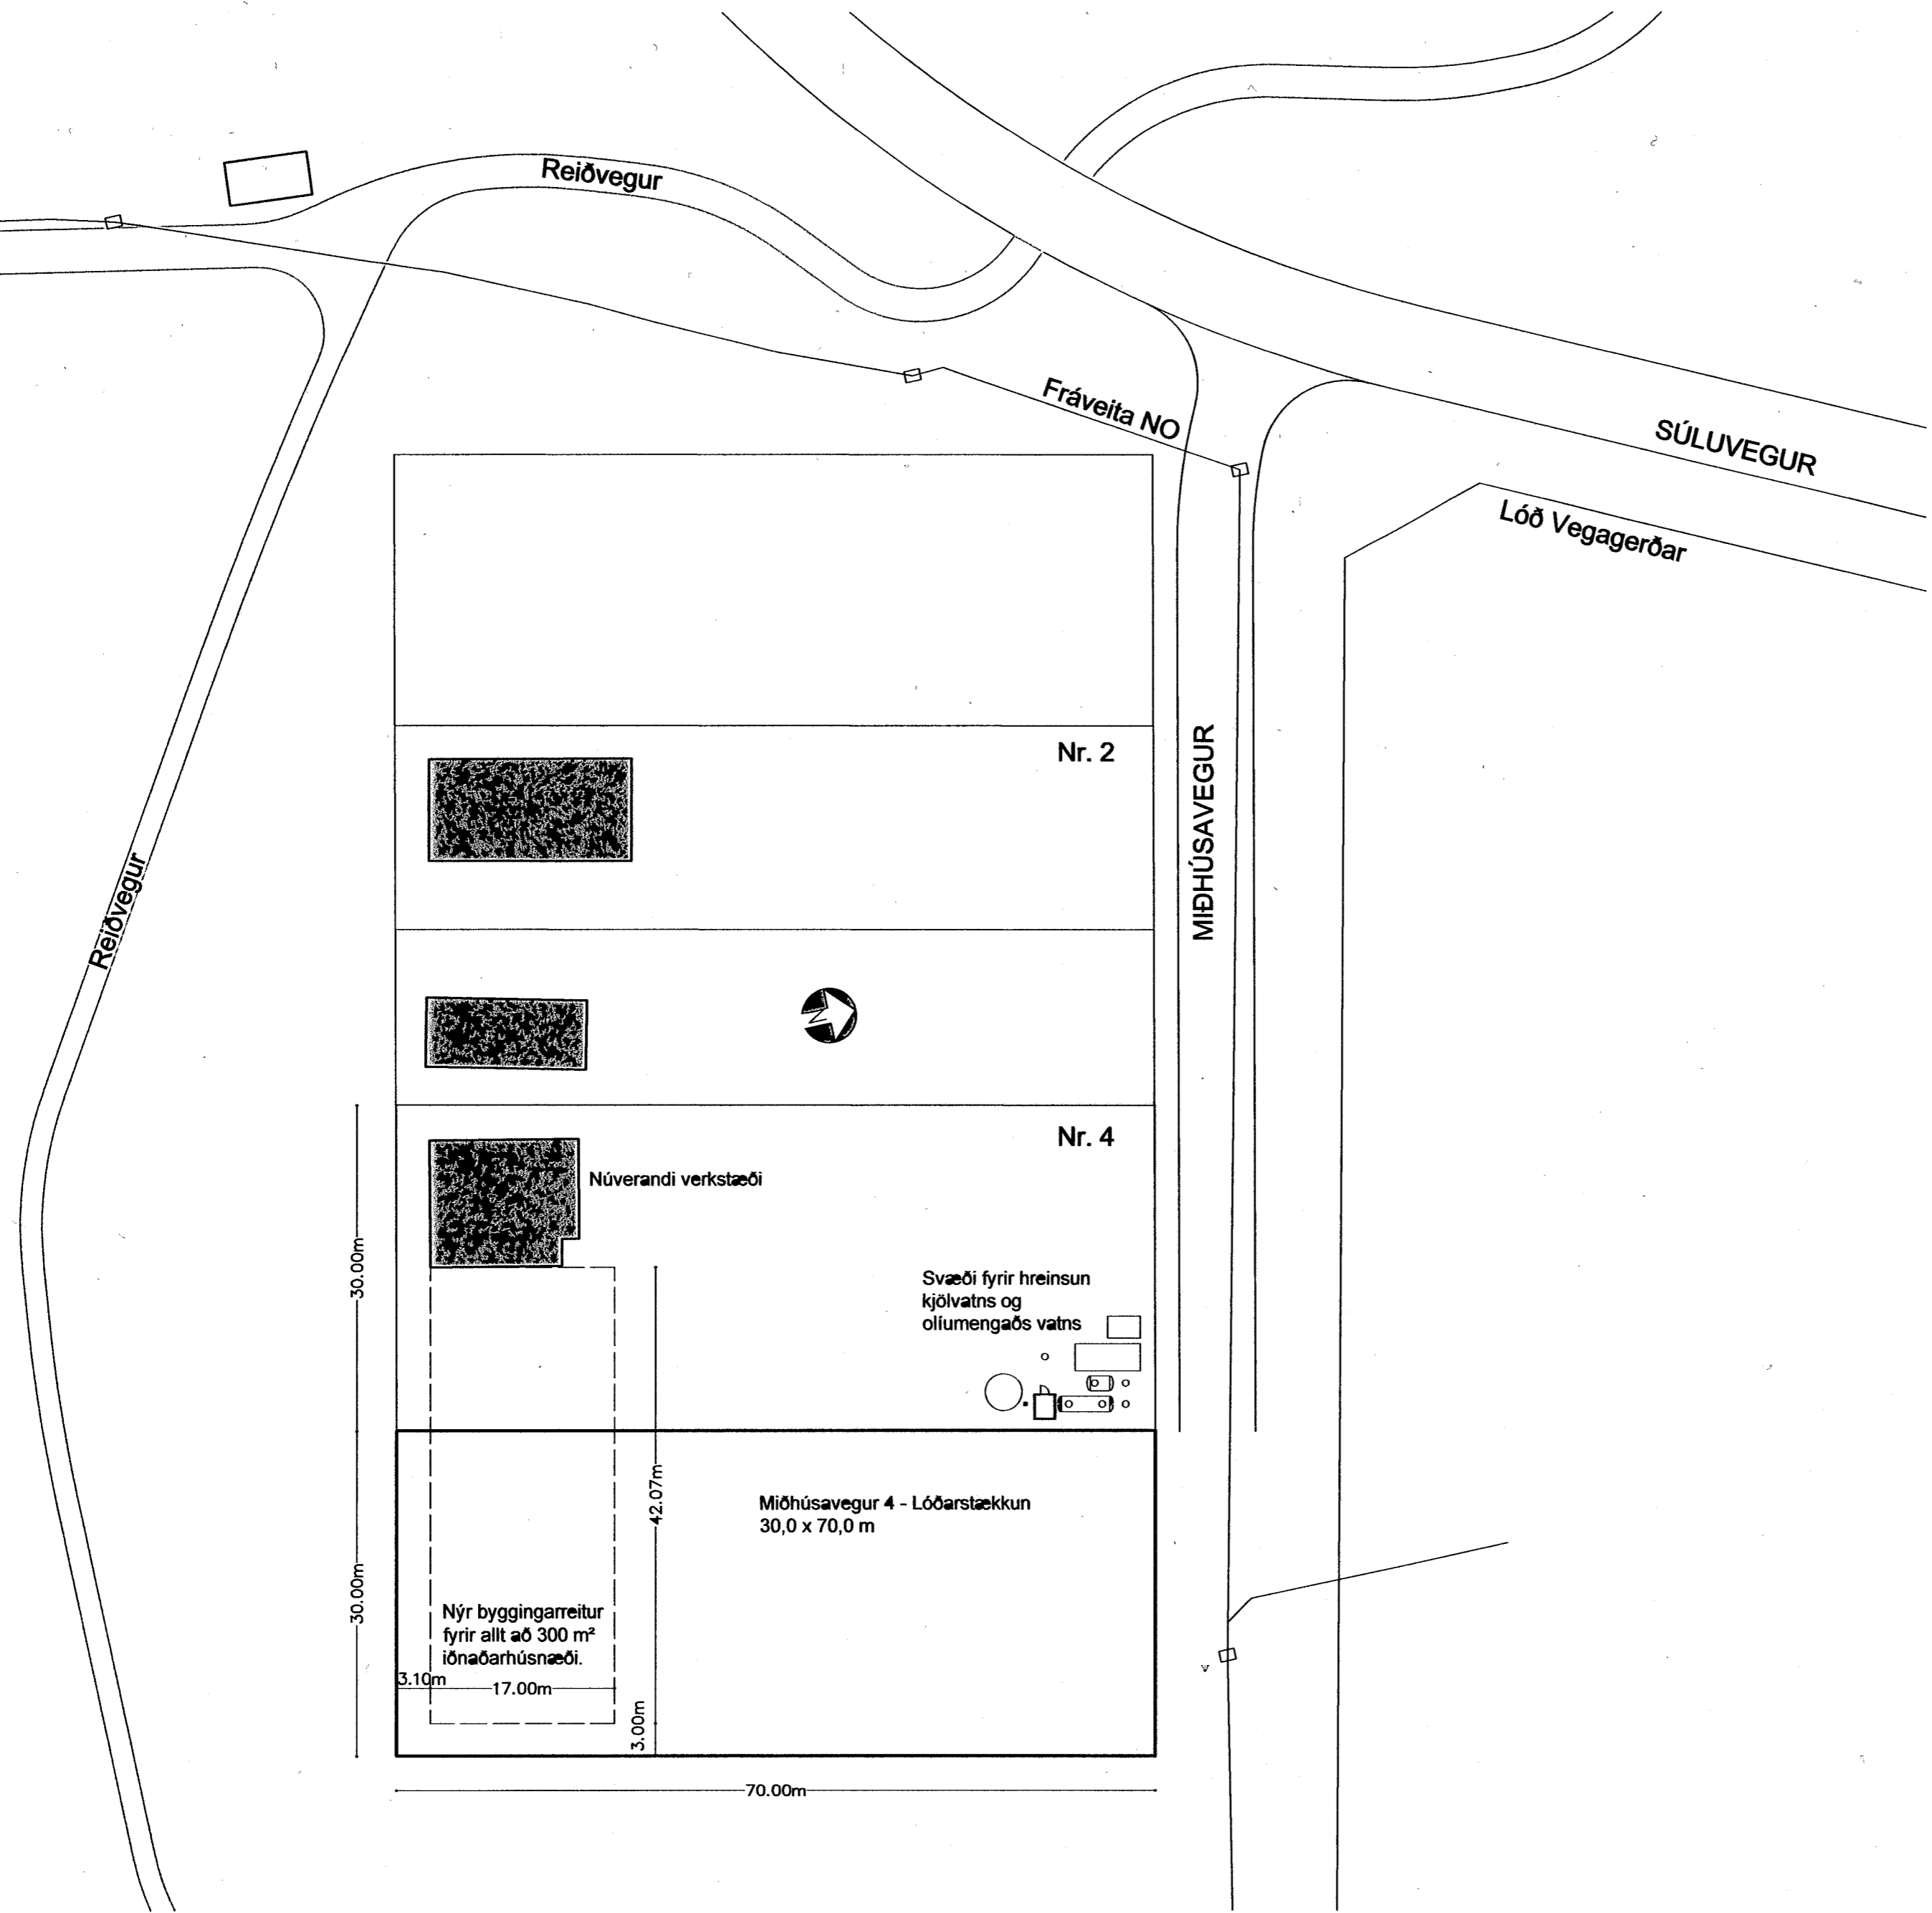 Reiðvegur
Fráveita NO
SÚLUVEGUR
Lóð Vegagerðar
Nr. 2
MIÐHÚSAVEGUR
Reiðvegur
N
Nr. 4
Núverandi verkstæði
30.00m
Svæði fyrir hreinsun
kjölvatns og
olíumengaðs vatns
42.07m
Miðhúsavegur 4 - Lóðarstækkun
30,0 x 70,0 m
30.00m
Nýr byggingarreitur
fyrir allt að 300 m²
iðnaðarhúsnæði.
3.10m
17.00m
3.00m
70.00m